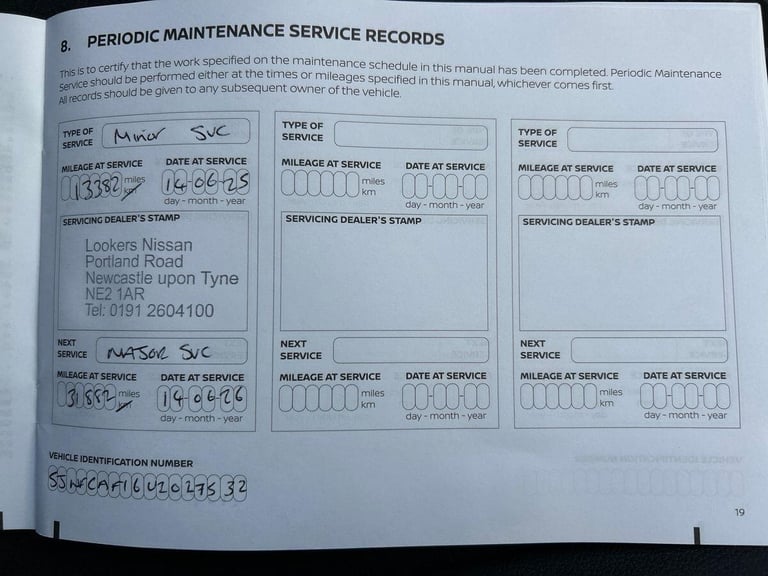 8. PERIODIC MAINTENANCE SERVICE RECORDS
This is to certify that the work specified on the maintenance schedule in this manual has been completed. Periodic Maintenance
Service should be performed either at the times or mileages specified in this manual, whichever comes first.
All records should be given to any subsequent owner of the vehicle.
TYPE OF SERVICE Minor SVC
MILEAGE AT SERVICE DATE AT SERVICE
13382 miles km 14-06-25
day - month - year
SERVICING DEALER'S STAMP
Lookers Nissan
Portland Road
Newcastle upon Tyne
NE2 1AR
Tel: 0191 2604100
NEXT SERVICE MAJOR SVC
MILEAGE AT SERVICE DATE AT SERVICE
31882 miles km 14-06-26
day - month - year
TYPE OF SERVICE
MILEAGE AT SERVICE DATE AT SERVICE
miles km
day - month - year
SERVICING DEALER'S STAMP
NEXT SERVICE
MILEAGE AT SERVICE DATE AT SERVICE
miles km
day - month - year
TYPE OF SERVICE
MILEAGE AT SERVICE DATE AT SERVICE
miles km
day - month - year
SERVICING DEALER'S STAMP
NEXT SERVICE
MILEAGE AT SERVICE DATE AT SERVICE
miles km
day - month - year
VEHICLE IDENTIFICATION NUMBER
19